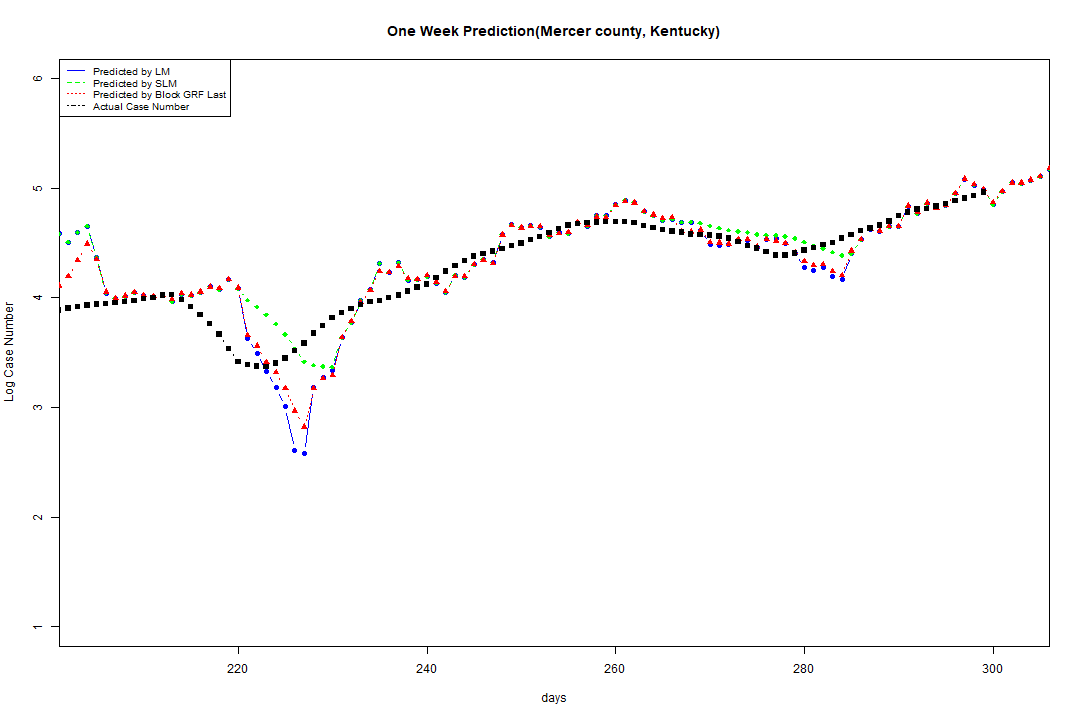 One Week Prediction(Mercer county, Kentucky)
Predicted by LM
Predicted by SLM
Predicted by Block GRF Last
Actual Case Number
6
5
4
3
2
1
Log Case Number
220 240 260 280 300
days